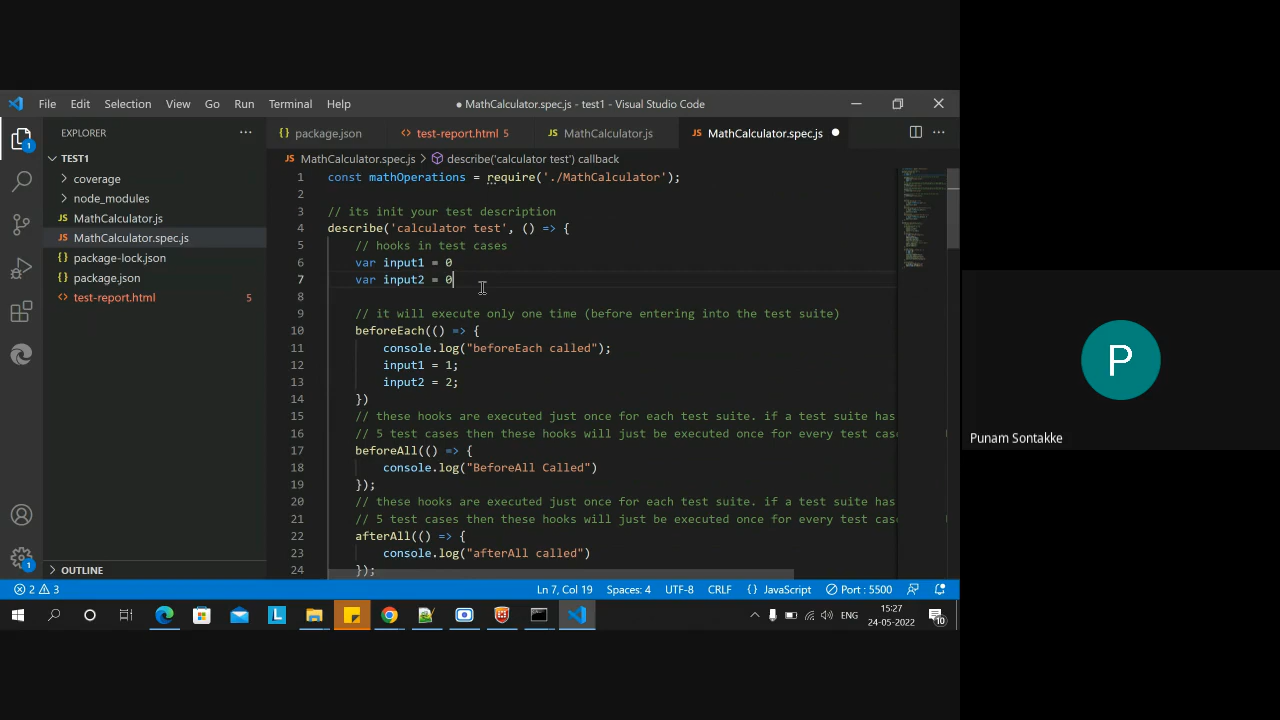 File Edit Selection View Go Run Terminal Help
● MathCalculator.spec.js - test1 - Visual Studio Code
EXPLORER
TEST1
coverage
node_modules
MathCalculator.js
MathCalculator.spec.js
package-lock.json
package.json
test-report.html 5
OUTLINE
package.json
test-report.html 5
MathCalculator.js
MathCalculator.spec.js
MathCalculator.spec.js > describe('calculator test') callback
1 const mathOperations = require('./MathCalculator');
2
3 // its init your test description
4 describe('calculator test', () => {
5 // hooks in test cases
6 var input1 = 0
7 var input2 = 0
8
9 // it will execute only one time (before entering into the test suite)
10 beforeEach(() => {
11 console.log("beforeEach called");
12 input1 = 1;
13 input2 = 2;
14 })
15 // these hooks are executed just once for each test suite. if a test suite has
16 // 5 test cases then these hooks will just be executed once for every test cas
17 beforeAll(() => {
18 console.log("BeforeAll Called")
19 });
20 // these hooks are executed just once for each test suite. if a test suite has
21 // 5 test cases then these hooks will just be executed once for every test cas
22 afterAll(() => {
23 console.log("afterAll called")
24 });
1
1
2 3
Ln 7, Col 19 Spaces: 4 UTF-8 CRLF {} JavaScript Port : 5500
L
ENG
15:27
24-05-2022
10
P
Punam Sontakke